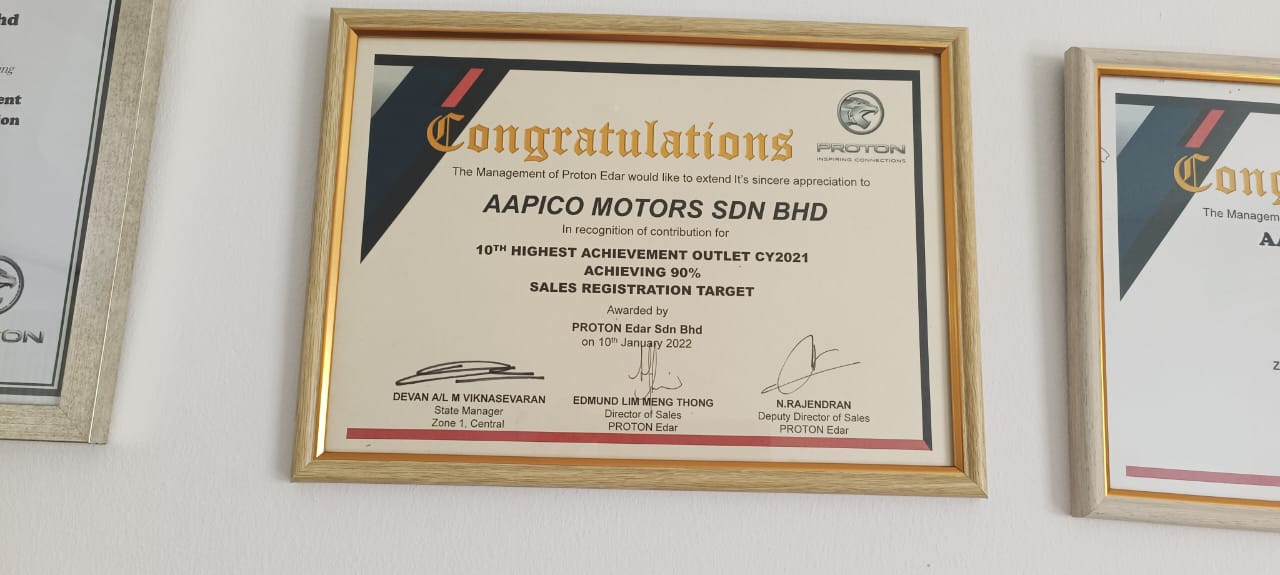 hd
ng
ent
on
ON
Congratulations
PROTON
INSPIRING CONNECTIONS
The Management of Proton Edar would like to extend It's sincere appreciation to
AAPICO MOTORS SDN BHD
In recognition of contribution for
10TH HIGHEST ACHIEVEMENT OUTLET CY2021
ACHIEVING 90%
SALES REGISTRATION TARGET
Awarded by
PROTON Edar Sdn Bhd
on 10th January 2022
DEVAN A/L M VIKNASEVARAN
State Manager
Zone 1, Central
EDMUND LIM MENG THONG
Director of Sales
PROTON Edar
N.RAJENDRAN
Deputy Director of Sales
PROTON Edar
Cong
The Managem
A
Z